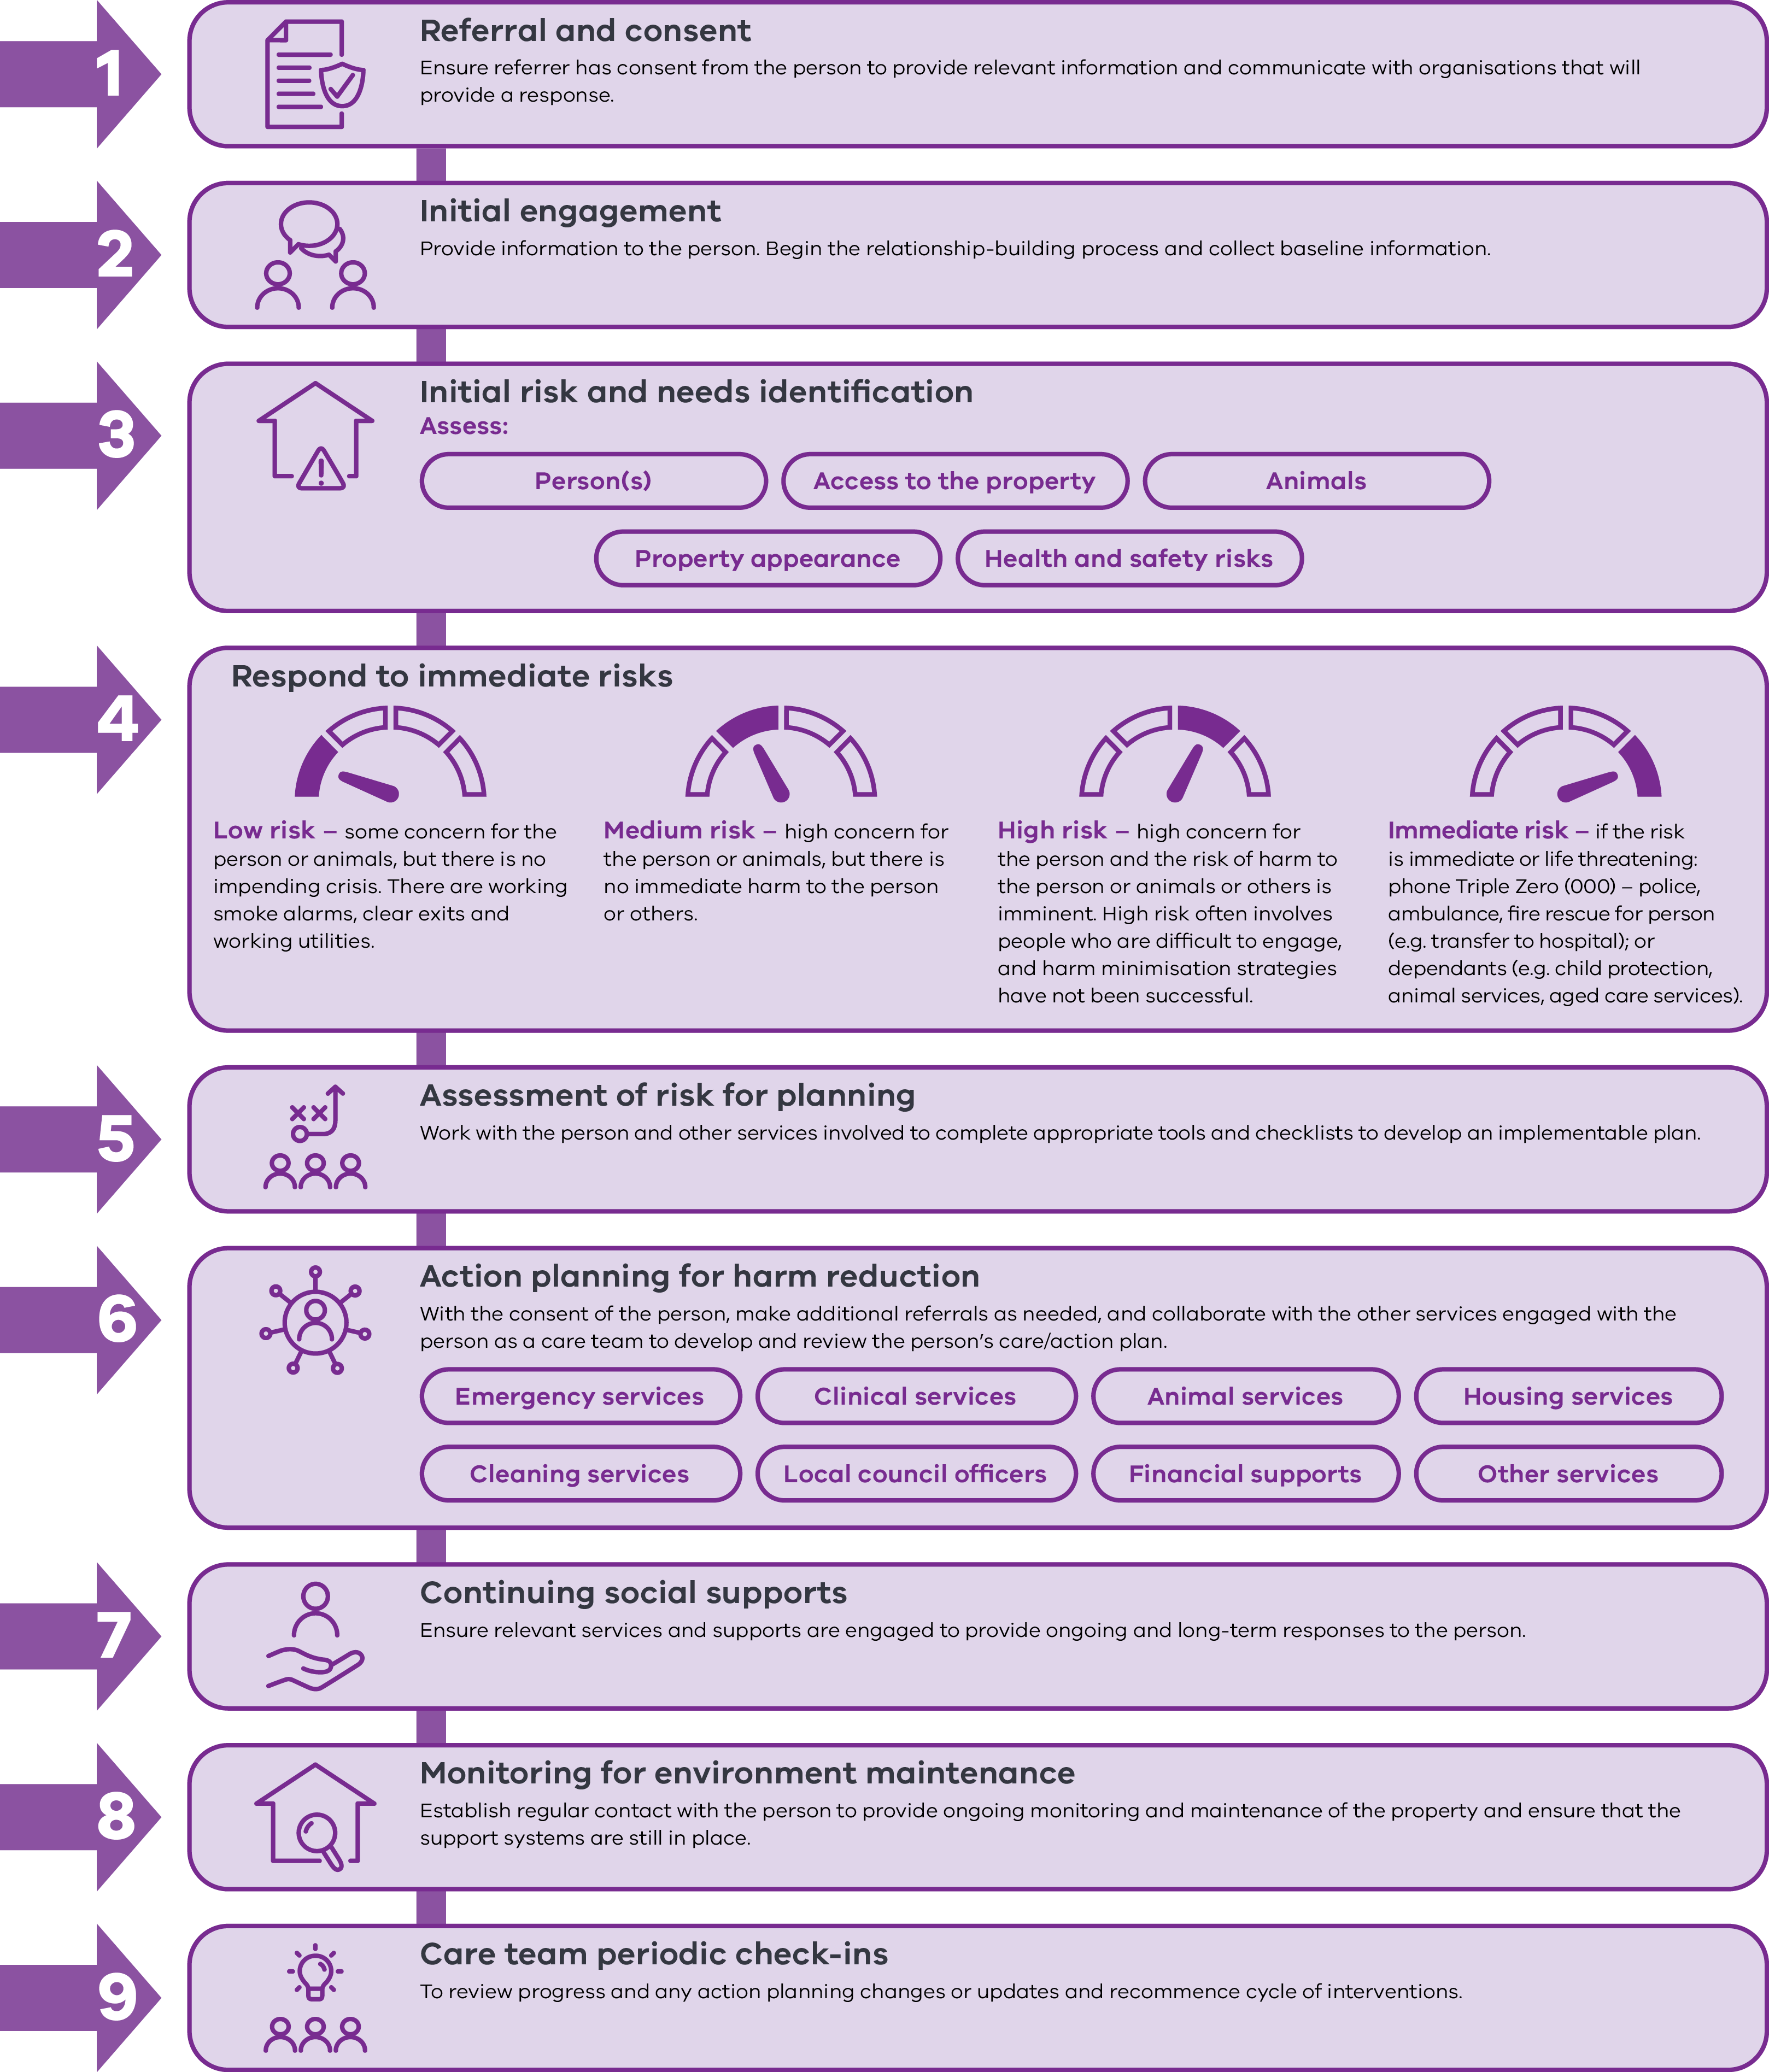 1
Referral and consent
Ensure referrer has consent from the person to provide relevant information and communicate with organisations that will
provide a response.
2
Initial engagement
Provide information to the person. Begin the relationship-building process and collect baseline information.
3
Initial risk and needs identification
Assess:
Person(s)
Access to the property
Animals
Property appearance
Health and safety risks
4
Respond to immediate risks
Low risk – some concern for the
person or animals, but there is no
impending crisis. There are working
smoke alarms, clear exits and
working utilities.
Medium risk – high concern for
the person or animals, but there is
no immediate harm to the person
or others.
High risk – high concern for
the person and the risk of harm to
the person or animals or others is
imminent. High risk often involves
people who are difficult to engage,
and harm minimisation strategies
have not been successful.
Immediate risk – if the risk
is immediate or life threatening:
phone Triple Zero (000) – police,
ambulance, fire rescue for person
(e.g. transfer to hospital); or
dependants (e.g. child protection,
animal services, aged care services).
5
Assessment of risk for planning
Work with the person and other services involved to complete appropriate tools and checklists to develop an implementable plan.
6
Action planning for harm reduction
With the consent of the person, make additional referrals as needed, and collaborate with the other services engaged with the
person as a care team to develop and review the person's care/action plan.
Emergency services
Clinical services
Animal services
Housing services
Cleaning services
Local council officers
Financial supports
Other services
7
Continuing social supports
Ensure relevant services and supports are engaged to provide ongoing and long-term responses to the person.
8
Monitoring for environment maintenance
Establish regular contact with the person to provide ongoing monitoring and maintenance of the property and ensure that the
support systems are still in place.
9
Care team periodic check-ins
To review progress and any action planning changes or updates and recommence cycle of interventions.